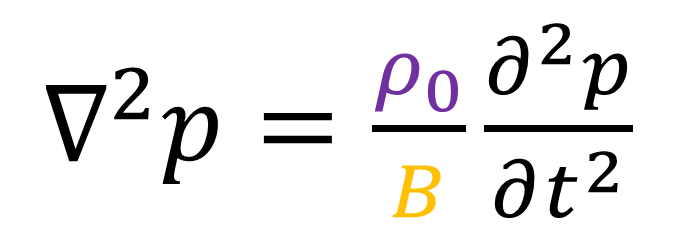 ∇²p = ρ₀/B ∂²p/∂t²